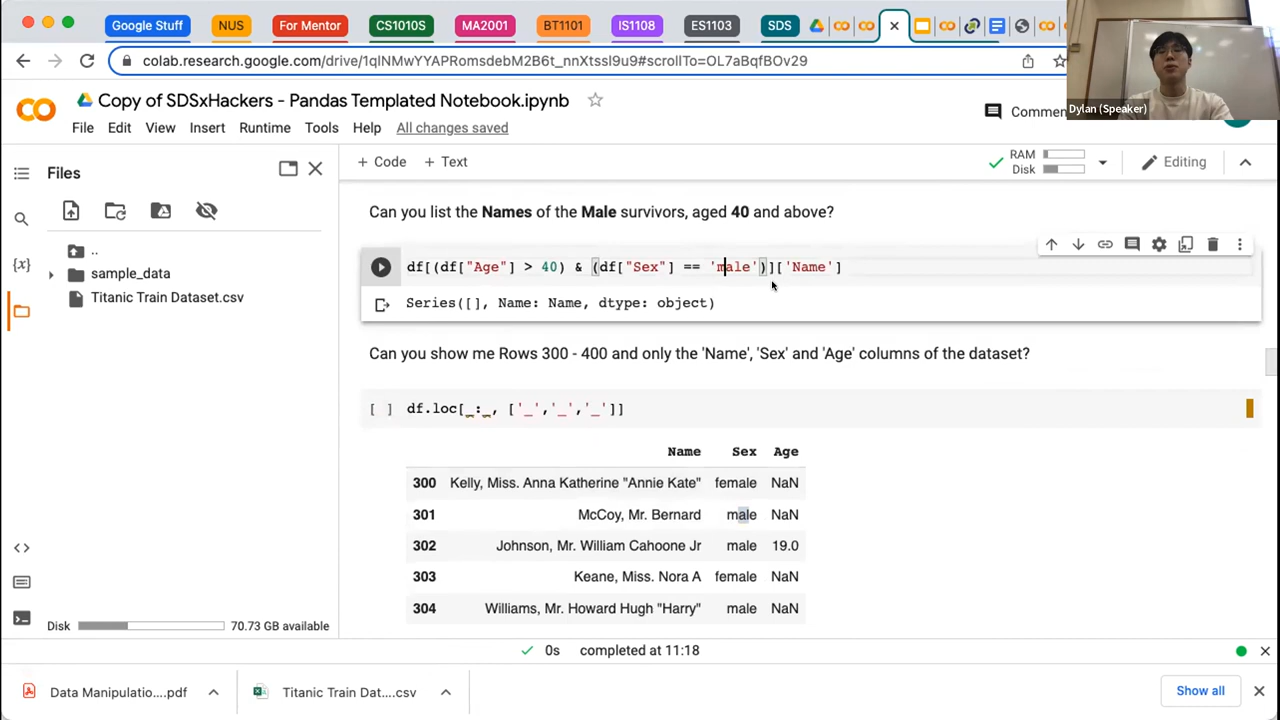 Google Stuff NUS For Mentor CS1010S MA2001 BT1101 IS1108 ES1103 SDS
colab.research.google.com/drive/1qlNMwYYAPRomsdebM2B6t_nnXtssl9u9#scrollTo=OL7aBqfBOv29
Copy of SDSxHackers - Pandas Templated Notebook.ipynb
Dylan (Speaker)
File Edit View Insert Runtime Tools Help All changes saved
Files
+ Code + Text
RAM
Disk
Editing
..
sample_data
Titanic Train Dataset.csv
Can you list the Names of the Male survivors, aged 40 and above?
df[(df["Age"] > 40) & (df["Sex"] == 'male')]['Name']
Series([], Name: Name, dtype: object)
Can you show me Rows 300 - 400 and only the 'Name', 'Sex' and 'Age' columns of the dataset?
[ ] df.loc[_:_, ['_','_','_']]
Name Sex Age
300 Kelly, Miss. Anna Katherine "Annie Kate" female NaN
301 McCoy, Mr. Bernard male NaN
302 Johnson, Mr. William Cahoone Jr male 19.0
303 Keane, Miss. Nora A female NaN
304 Williams, Mr. Howard Hugh "Harry" male NaN
{x}
<>
Disk 70.73 GB available
0s completed at 11:18
Data Manipulatio....pdf
Titanic Train Dat....csv
Show all